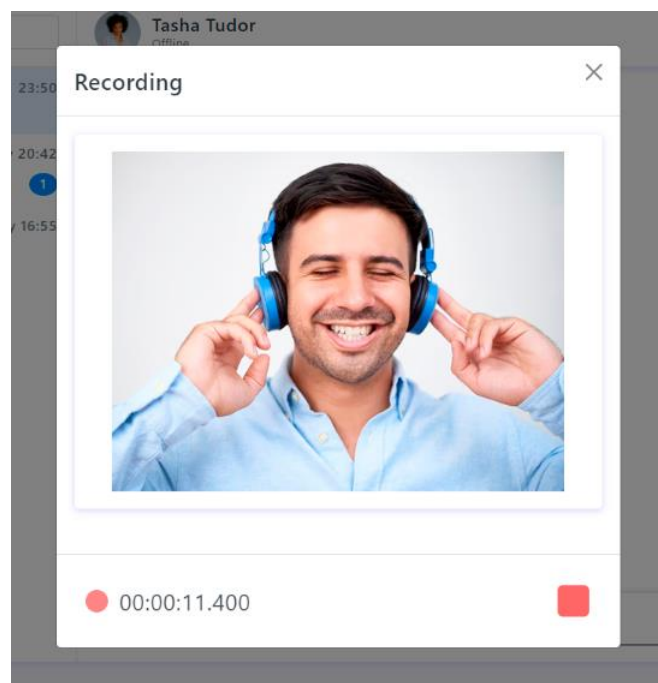 Tasha Tudor
Offline
Recording
23:50
20:42
1
y 16:55
00:00:11.400